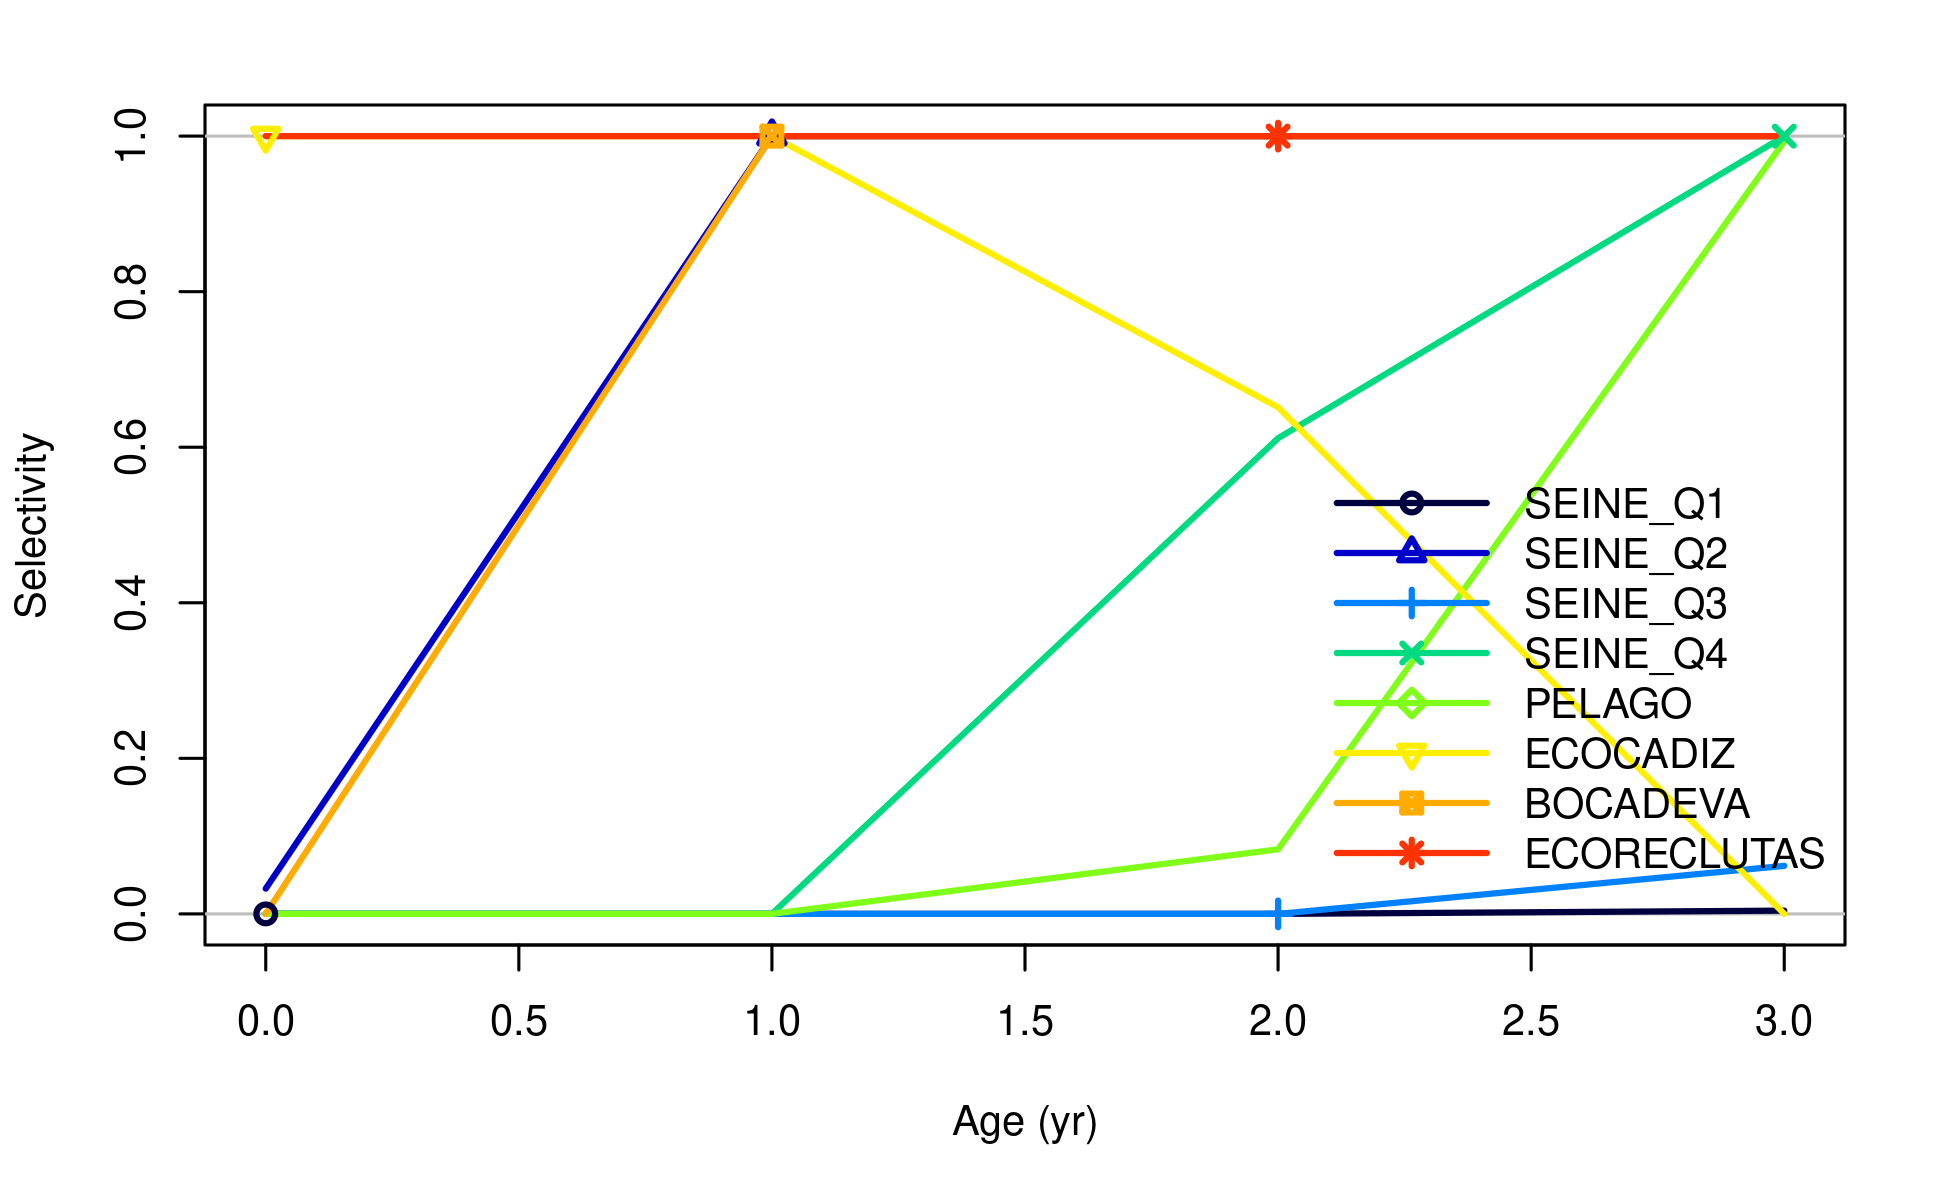 1.0
0.8
0.6
0.4
0.2
0.0
Selectivity
SEINE_Q1
SEINE_Q2
SEINE_Q3
SEINE_Q4
PELAGO
ECOCADIZ
BOCADEVA
ECORECLUTAS
0.0 0.5 1.0 1.5 2.0 2.5 3.0
Age (yr)